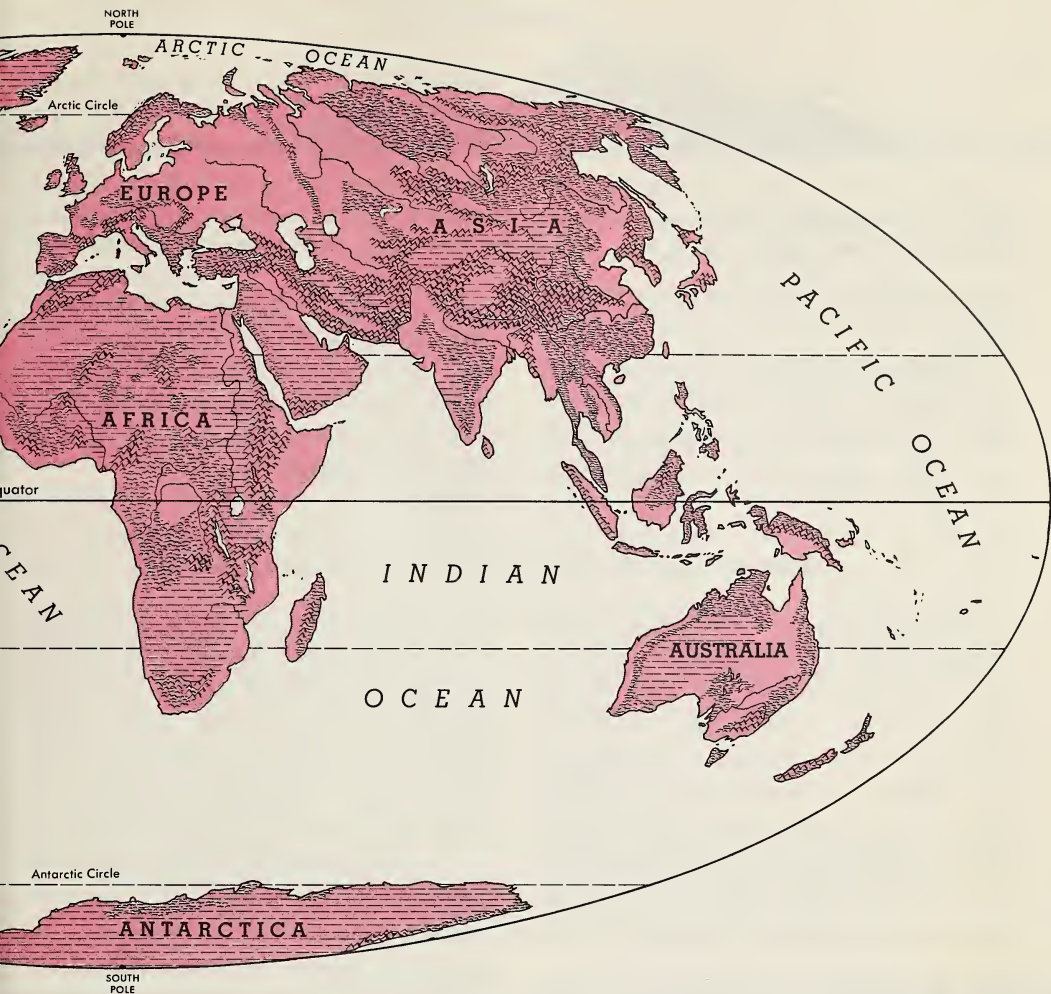 NORTH
POLE
ARCTIC OCEAN
Arctic Circle
EUROPE
ASIA
PACIFIC OCEAN
AFRICA
uator
CEAN
INDIAN
OCEAN
AUSTRALIA
Antarctic Circle
ANTARCTICA
SOUTH
POLE